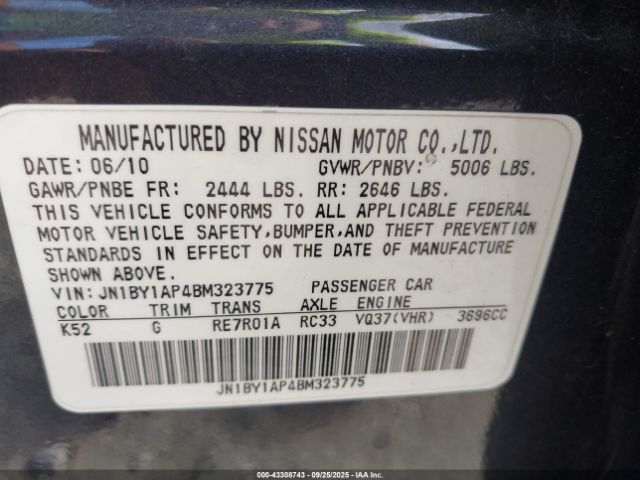 MANUFACTURED BY NISSAN MOTOR CO.,LTD.
DATE: 06/10 GVWR/PNBV: 5006 LBS.
GAWR/PNBE FR: 2444 LBS. RR: 2646 LBS.
THIS VEHICLE CONFORMS TO ALL APPLICABLE FEDERAL
MOTOR VEHICLE SAFETY,BUMPER,AND THEFT PREVENTION
STANDARDS IN EFFECT ON THE DATE OF MANUFACTURE
SHOWN ABOVE.
VIN: JN1BY1AP4BM323775 PASSENGER CAR
COLOR TRIM TRANS AXLE ENGINE
K52 G RE7R01A RC33 VQ37(VHR) 3696CC
JN1BY1AP4BM323775
© - 43308743 - 09/25/2025 - IAA, Inc.